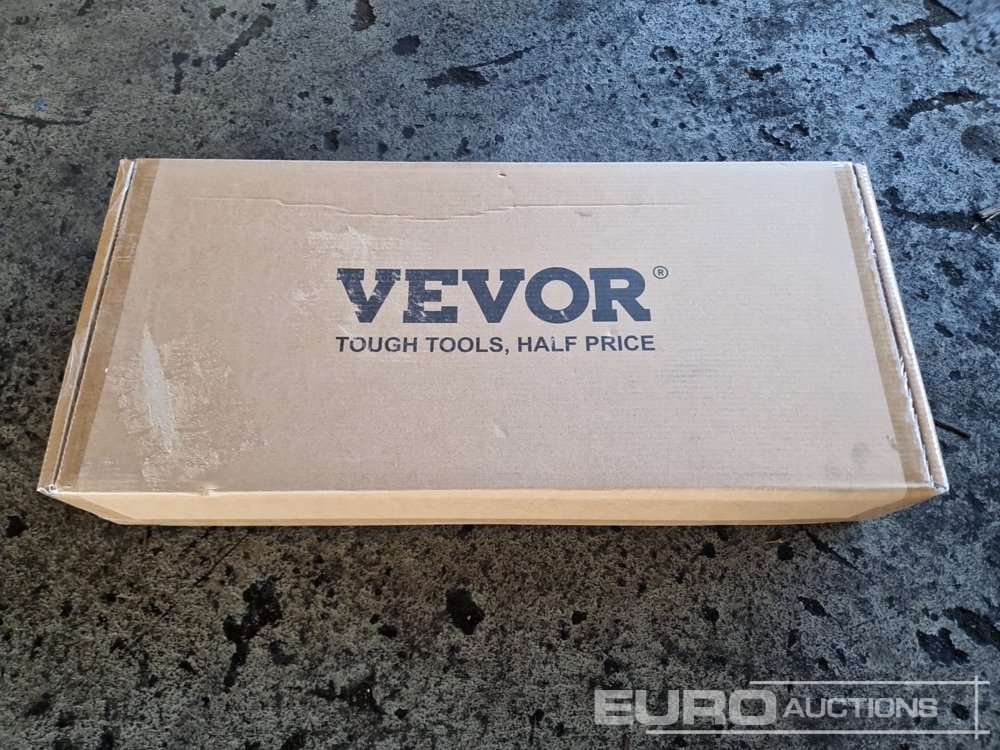 VEVOR®
TOUGH TOOLS, HALF PRICE
EURO AUCTIONS